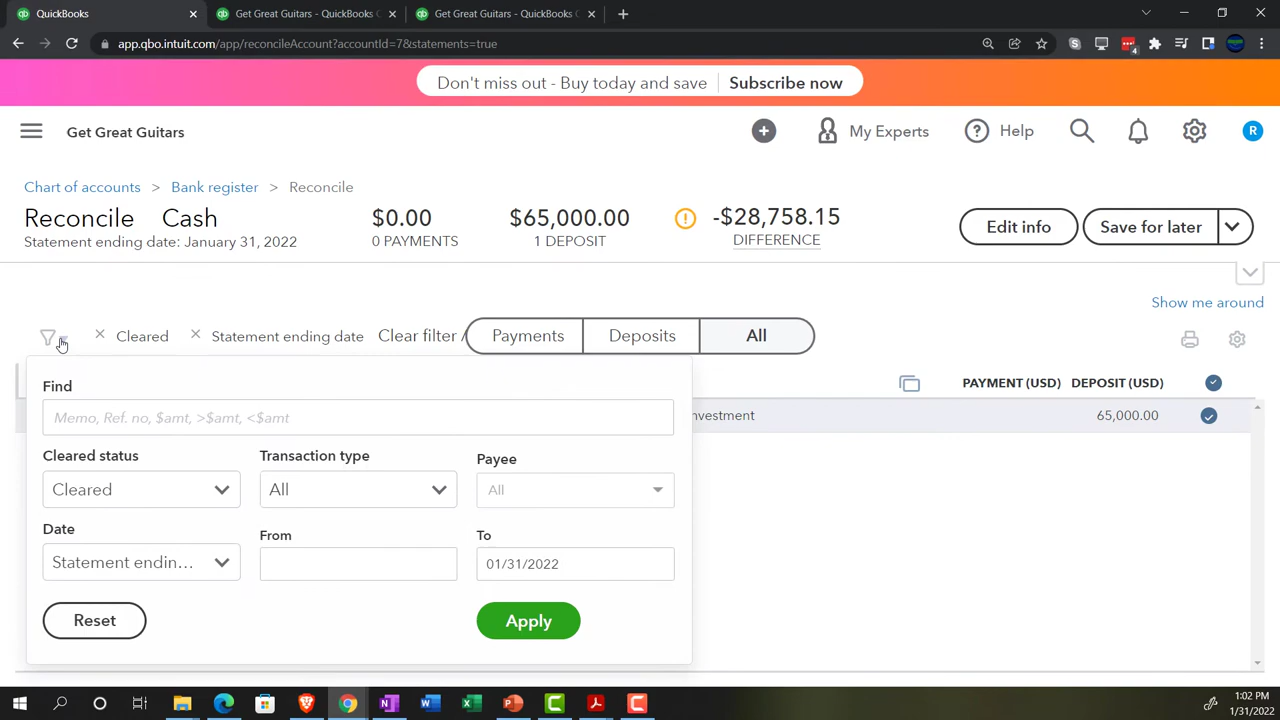 QuickBooks
Get Great Guitars - QuickBooks C
Get Great Guitars - QuickBooks C
app.qbo.intuit.com/app/reconcileAccount?accountId=7&statements=true
4
Don't miss out - Buy today and save
Subscribe now
Get Great Guitars
My Experts
Help
R
Chart of accounts > Bank register > Reconcile
Reconcile Cash
Statement ending date: January 31, 2022
$0.00
0 PAYMENTS
$65,000.00
1 DEPOSIT
-$28,758.15
DIFFERENCE
Edit info
Save for later
Show me around
Cleared
Statement ending date
Clear filter /
Payments
Deposits
All
PAYMENT (USD)
DEPOSIT (USD)
nvestment
65,000.00
Find
Memo, Ref. no, $amt, >$amt, <$amt
Cleared status
Transaction type
Payee
Cleared
All
All
Date
From
To
Statement endin...
01/31/2022
Reset
Apply
1:02 PM
1/31/2022